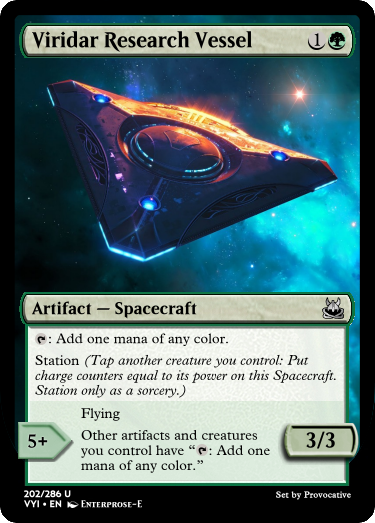 Viridar Research Vessel 1
Artifact — Spacecraft
: Add one mana of any color.
Station (Tap another creature you control: Put
charge counters equal to its power on this Spacecraft.
Station only as a sorcery.)
Flying
5+
Other artifacts and creatures
you control have “: Add one
mana of any color.”
3/3
202/286 U
VYI • EN Enterprose-E
Set by Provocative